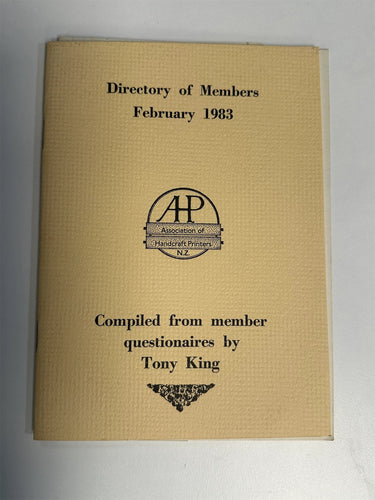 Directory of Members
February 1983
AHP
Association of
Handcraft Printers
N.Z.
Compiled from member
questionaires by
Tony King